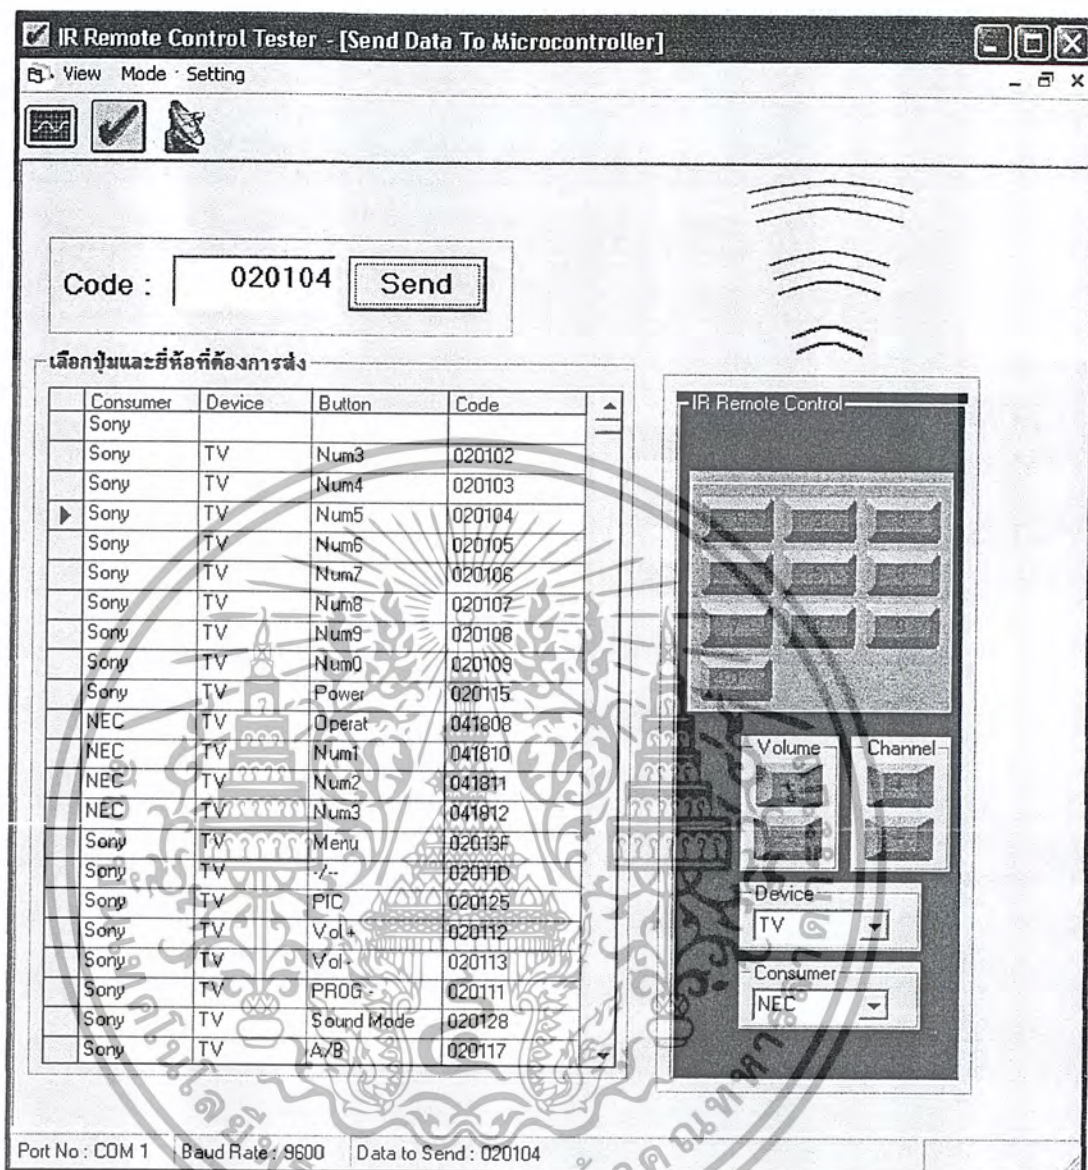 IR Remote Control Tester - [Send Data To Microcontroller]
View Mode Setting
Code : 020104 Send
เลือกปุ่มและยี่ห้อที่ต้องการส่ง
Consumer Device Button Code
Sony
Sony TV Num3 020102
Sony TV Num4 020103
Sony TV Num5 020104
Sony TV Num6 020105
Sony TV Num7 020106
Sony TV Num8 020107
Sony TV Num9 020108
Sony TV Num0 020109
Sony TV Power 020115
NEC TV Operat 041808
NEC TV Num1 041810
NEC TV Num2 041811
NEC TV Num3 041812
Sony TV Menu 02013F
Sony TV -/-- 02011D
Sony TV PIC 020125
Sony TV Vol+ 020112
Sony TV Vol- 020113
Sony TV PROG - 020111
Sony TV Sound Mode 020128
Sony TV A/B 020117
IR Remote Control
Volume Channel
Device
TV
Consumer
NEC
Port No : COM 1 Baud Rate : 9600 Data to Send : 020104